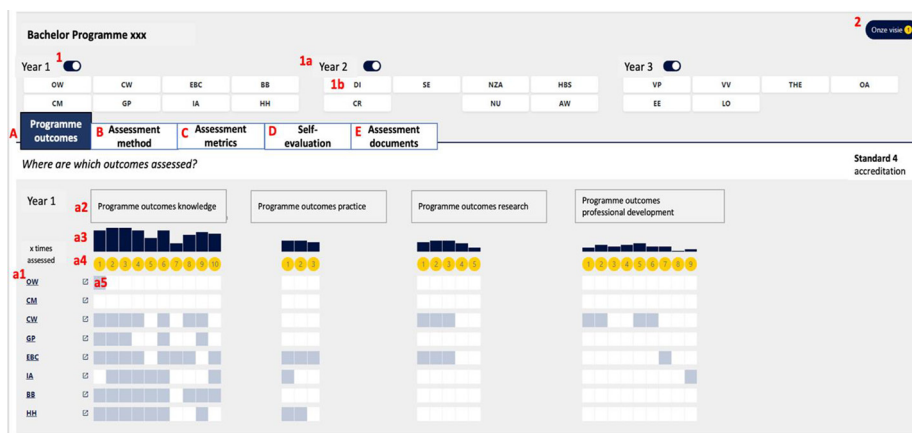 2
Onze visie
Bachelor Programme xxx
Year 1 1 1a Year 2 Year 3
OW CW EBC BB 1b DI SE NZA HBS VP VV THE OA
CM GP IA HH CR NU AW EE LO
A Programme outcomes B Assessment method C Assessment metrics D Self-evaluation E Assessment documents
Where are which outcomes assessed?
Standard 4
accreditation
Year 1
a2 Programme outcomes knowledge Programme outcomes practice Programme outcomes research Programme outcomes professional development
a3
x times
assessed
a4 1 2 3 4 5 6 7 8 9 10 1 2 3 1 2 3 4 5 1 2 3 4 5 6 7 8 9
a1
OW a5
CM
CW
GP
EBC
IA
BB
HH